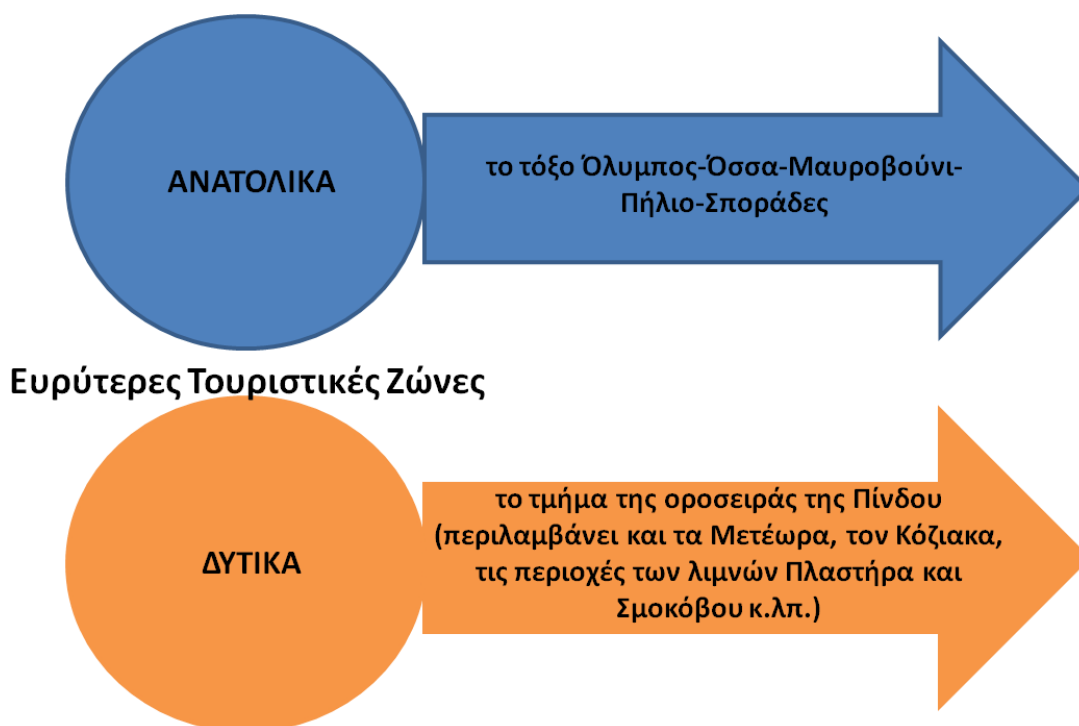 ΑΝΑΤΟΛΙΚΑ
το τόξο Όλυμπος-Όσσα-Μαυροβούνι-
Πήλιο-Σποράδες
Ευρύτερες Τουριστικές Ζώνες
ΔΥΤΙΚΑ
το τμήμα της οροσειράς της Πίνδου
(περιλαμβάνει και τα Μετέωρα, τον Κόζιακα,
τις περιοχές των λιμνών Πλαστήρα και
Σμοκόβου κ.λπ.)